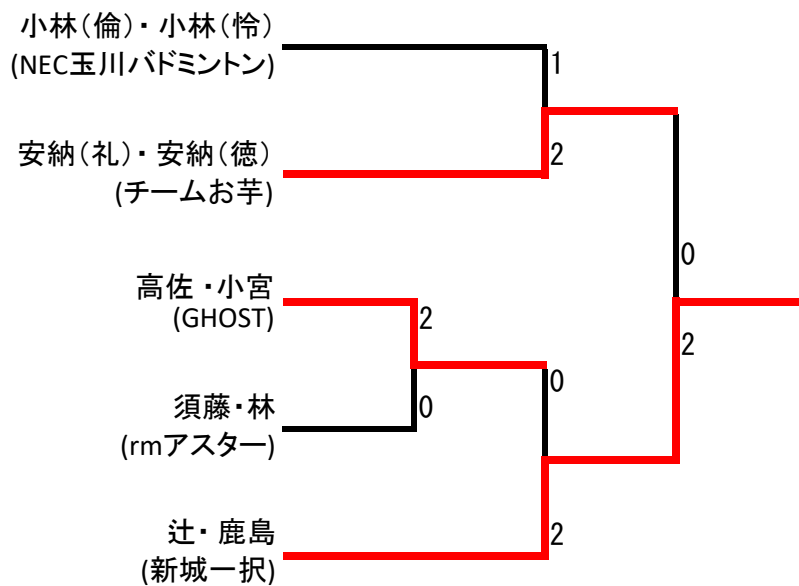 小林(倫)・小林(怜)
(NEC玉川バドミントン)
1
安納(礼)・安納(徳)
(チームお芋)
2
0
高佐・小宮
(GHOST)
2
0
2
須藤・林
(rmアスター)
0
辻・鹿島
(新城一択)
2